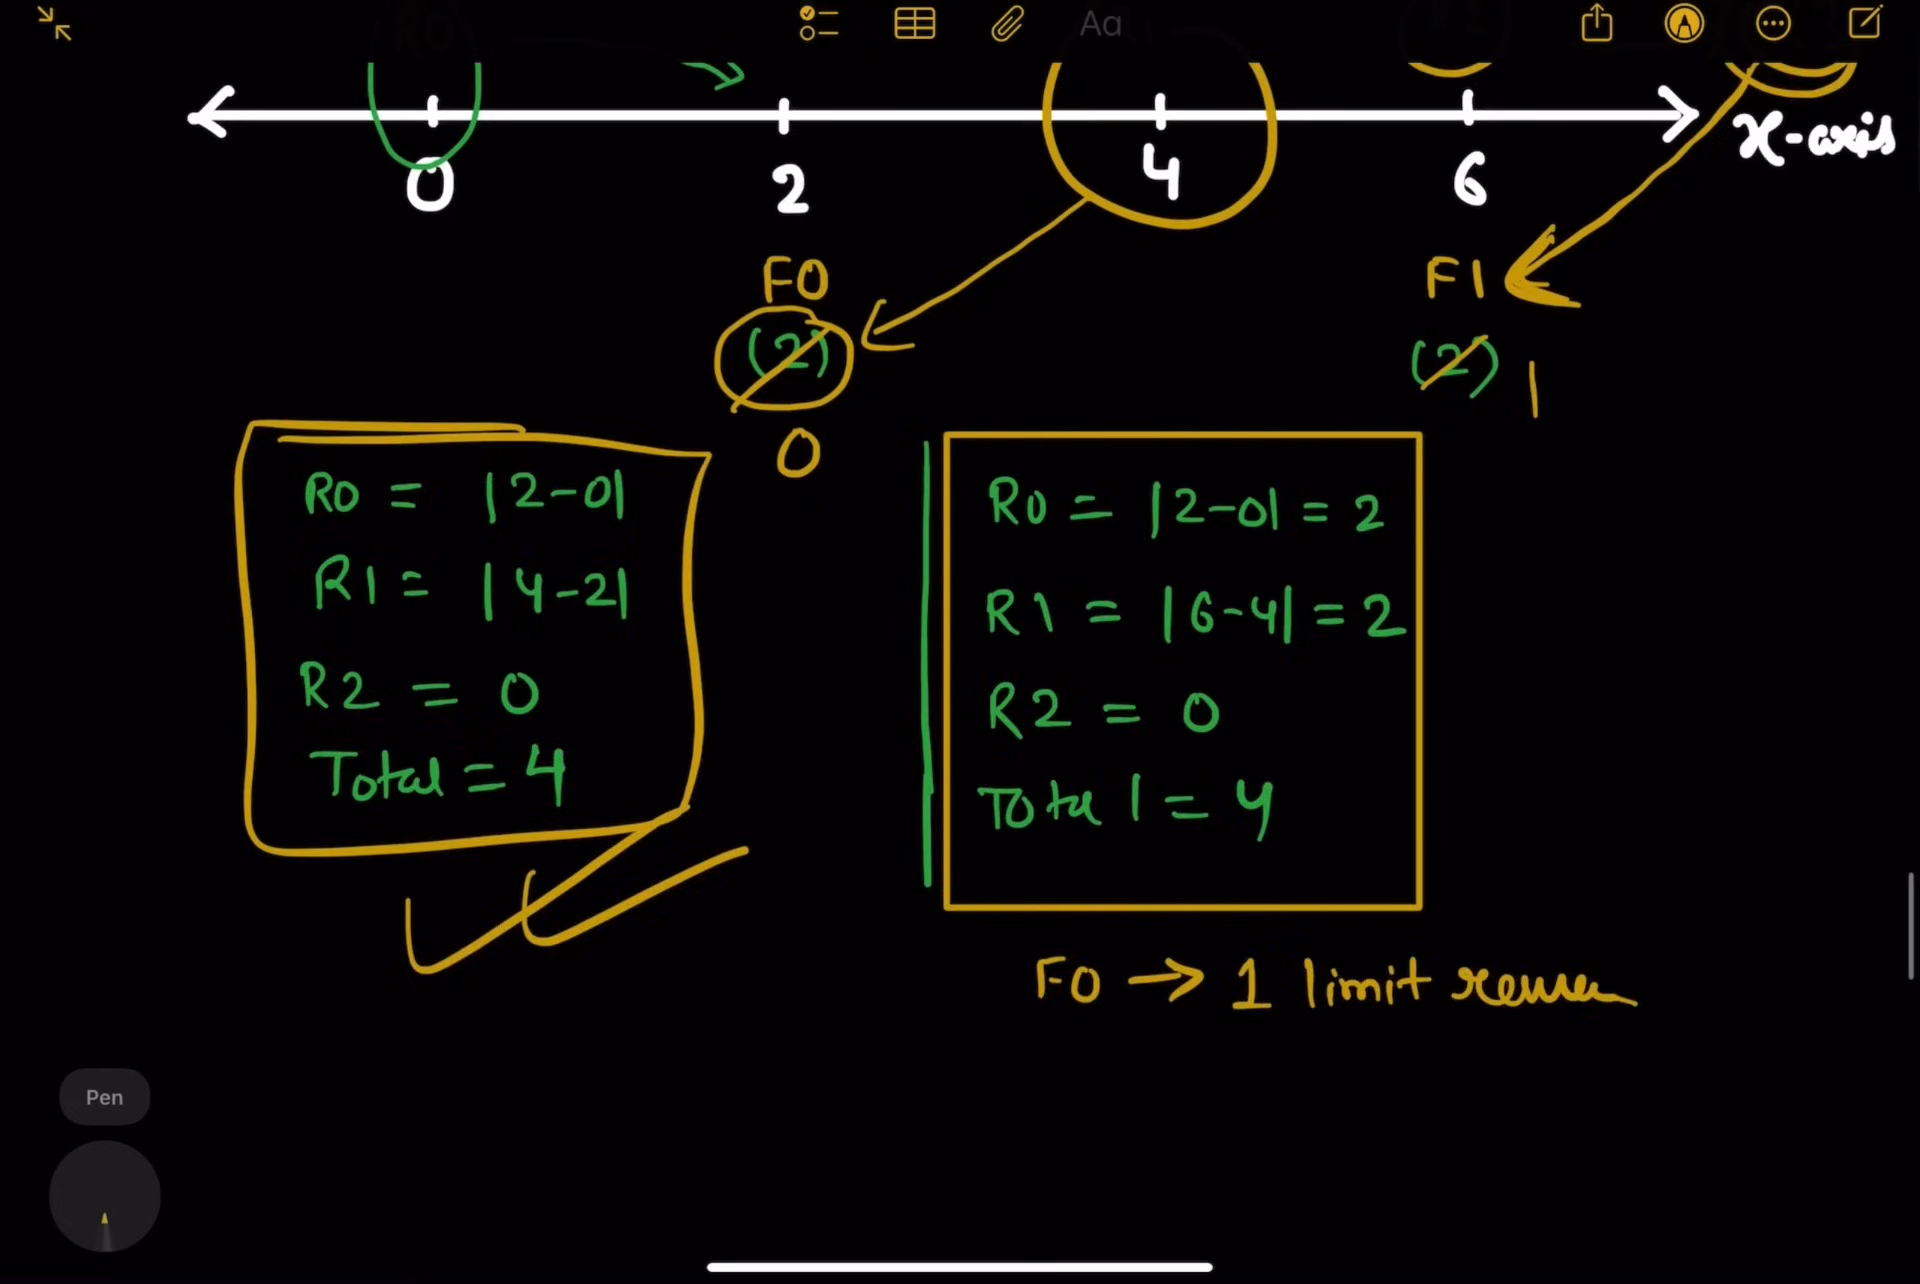 Aa
0 2 4 6 x-axis
F0 F1
(2) (2) 1
0
R0 = |2-0|
R1 = |4-2|
R2 = 0
Total = 4
R0 = |2-0| = 2
R1 = |6-4| = 2
R2 = 0
Total = 4
F0 → 1 limit
Pen